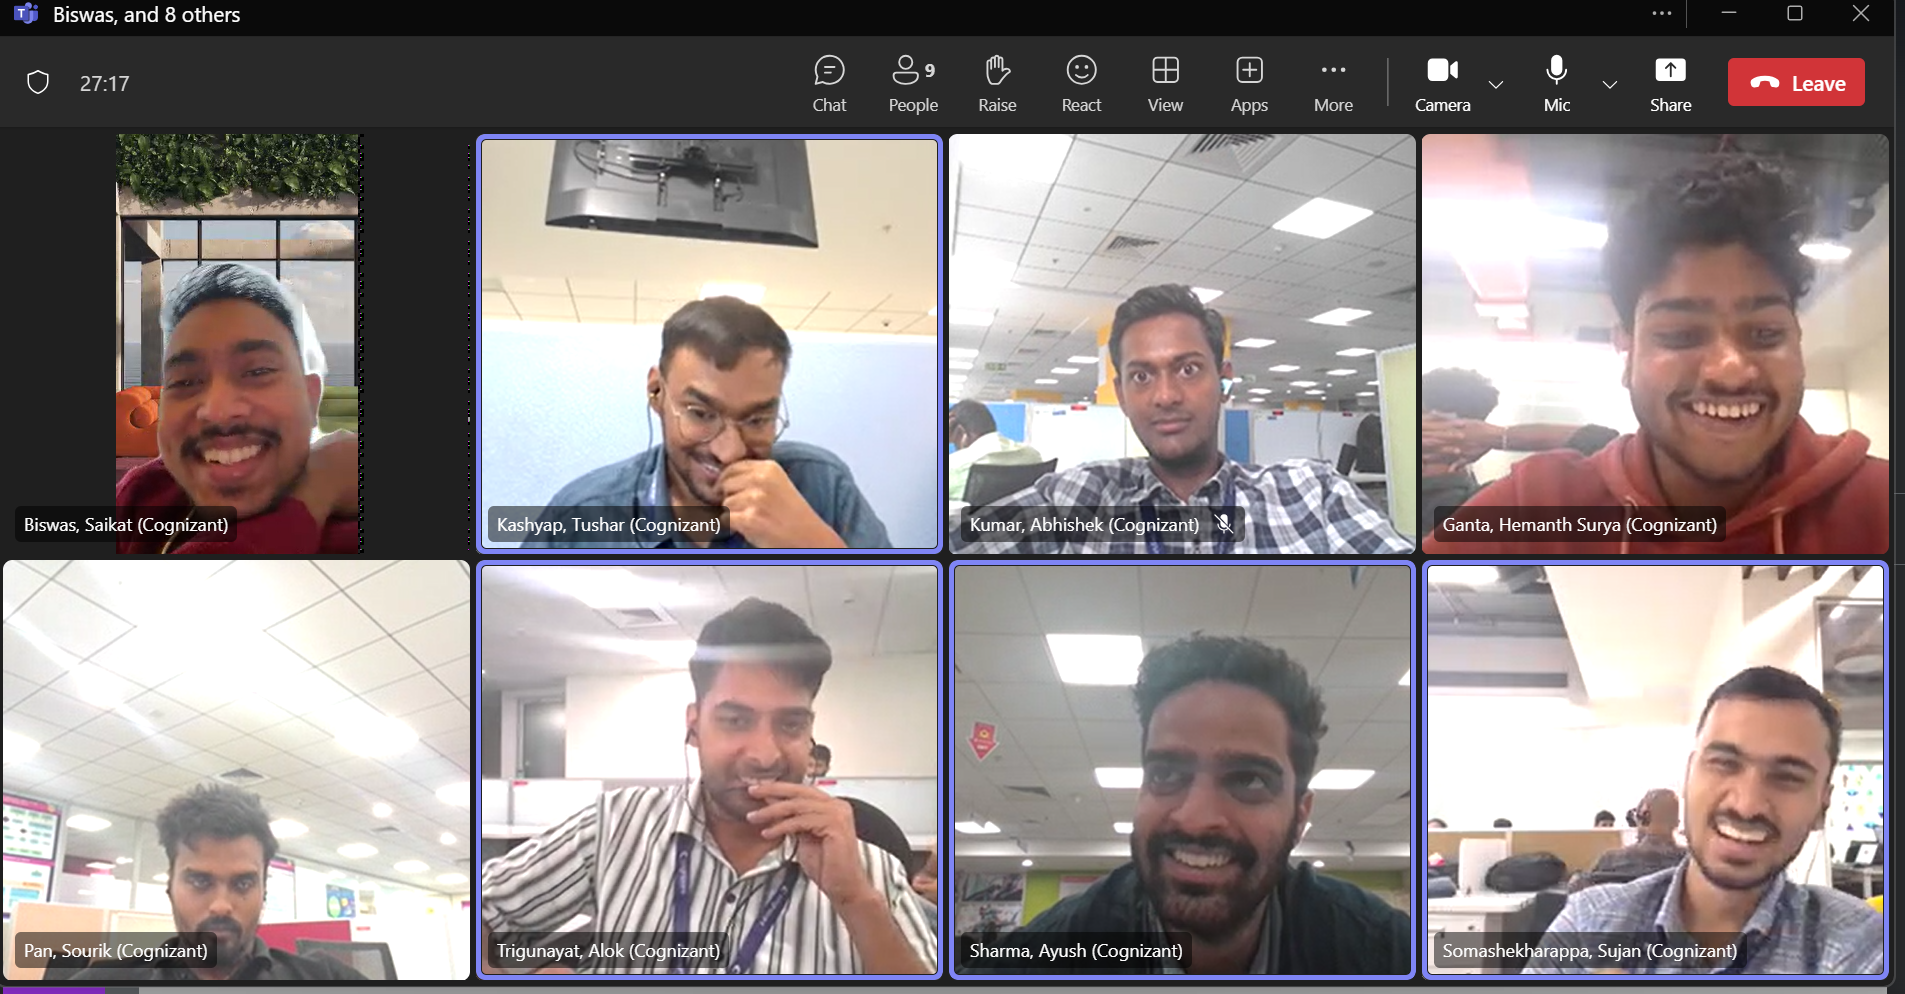 Biswas, and 8 others
27:17
Chat
People 9
Raise
React
View
Apps
More
Camera
Mic
Share
Leave
Biswas, Saikat (Cognizant)
Kashyap, Tushar (Cognizant)
Kumar, Abhishek (Cognizant)
Ganta, Hemanth Surya (Cognizant)
Pan, Sourik (Cognizant)
Trigunayat, Alok (Cognizant)
Sharma, Ayush (Cognizant)
Somashekharappa, Sujan (Cognizant)